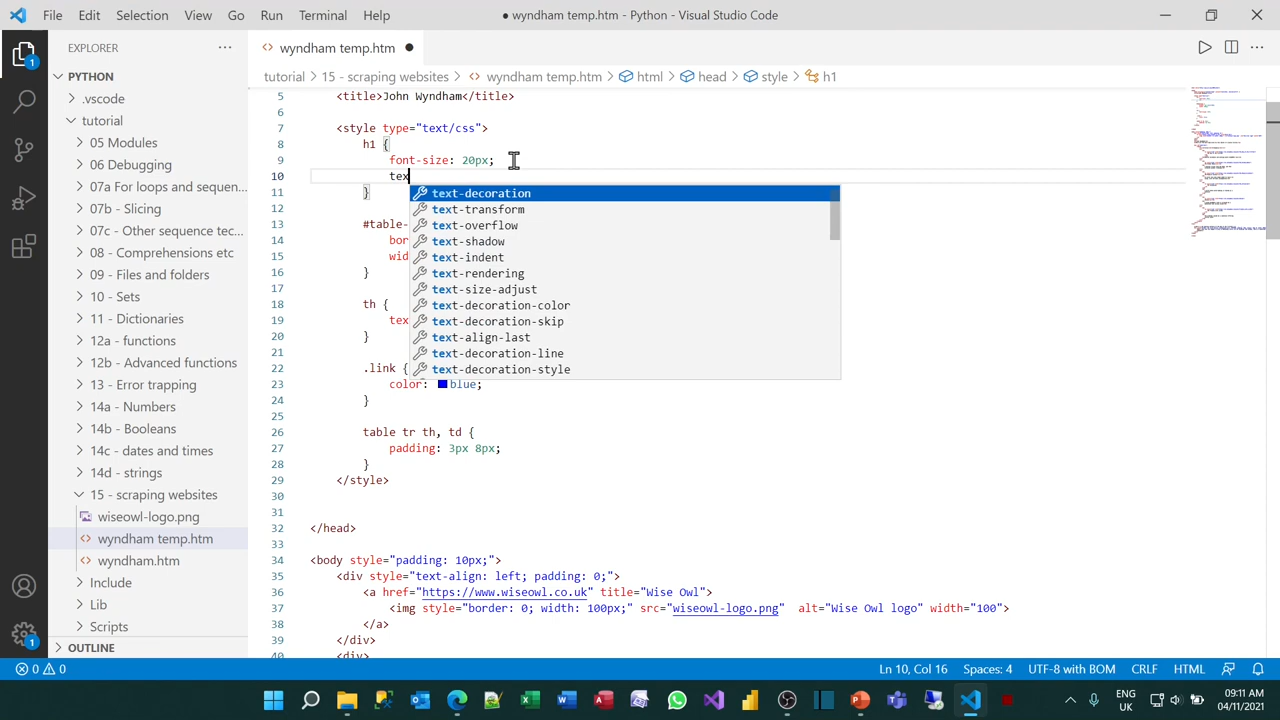 File Edit Selection View Go Run Terminal Help
● wyndham temp.htm - Python - Visual Studio Code
EXPLORER
wyndham temp.htm
PYTHON
tutorial > 15 - scraping websites > wyndham temp.htm > html > head > style > h1
.vscode
tutorial
03 - Modules
For loops and sequen...
- Other sequence tec...
08 - Comprehensions etc
09 - Files and folders
10 - Sets
11 - Dictionaries
12a - functions
12b - Advanced functions
13 - Error trapping
14a - Numbers
14b - Booleans
14c - dates and times
14d - strings
15 - scraping websites
wiseowl-logo.png
wyndham temp.htm
wyndham.htm
Include
Lib
Scripts
OUTLINE
5 <title>John Wyndham</title>
6
7 <style type="text/css">
8 {
9 font-size: 20px;
10 tex
11
12
14 bor
15 wid
16 }
17
18 th {
19 tex
20 }
21
22 .link {
23 color: blue;
24 }
25
26 table tr th, td {
27 padding: 3px 8px;
28 }
29 </style>
30
31
32 </head>
33
34 <body style="padding: 10px;">
35 <div style="text-align: left; padding: 0;">
36 <a href="https://www.wiseowl.co.uk" title="Wise Owl">
37 <img style="border: 0; width: 100px;" src="wiseowl-logo.png" alt="Wise Owl logo" width="100">
38 </a>
39 </div>
40 <div>
text-decoration
text-transform
text-overflow
text-shadow
text-indent
text-rendering
text-size-adjust
text-decoration-color
text-decoration-skip
text-align-last
text-decoration-line
text-decoration-style
0 0
Ln 10, Col 16 Spaces: 4 UTF-8 with BOM CRLF HTML
ENG
UK
09:11 AM
04/11/2021